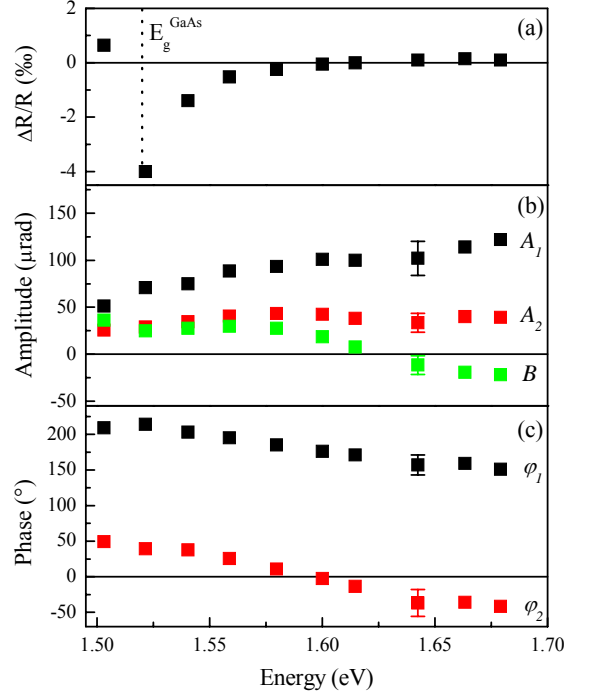 (a)
E_g^GaAs
0
-2
-4
ΔR/R (‰)
(b)
150
100
50
0
-50
Amplitude (μrad)
A_1
A_2
B
(c)
200
150
100
50
0
-50
Phase (°)
φ_1
φ_2
1.50 1.55 1.60 1.65 1.70
Energy (eV)